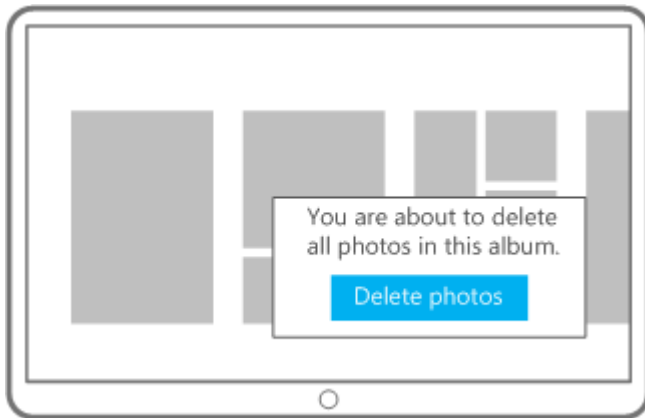 You are about to delete
all photos in this album.
Delete photos